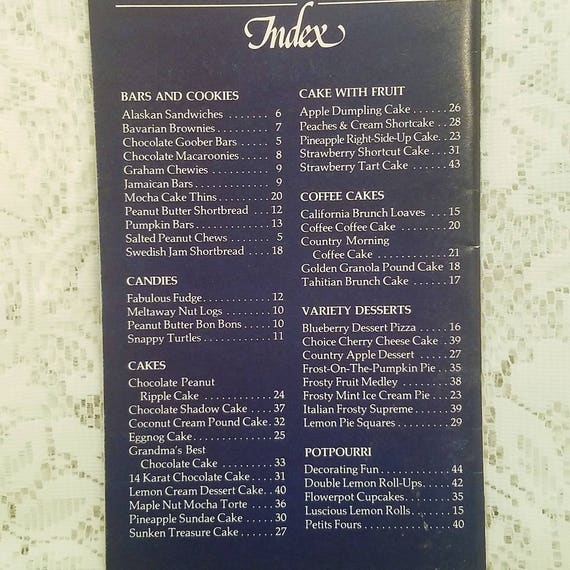 Index
BARS AND COOKIES
Alaskan Sandwiches . . . . . . . 6
Bavarian Brownies . . . . . . . . . 7
Chocolate Goober Bars . . . . . 5
Chocolate Macaroonies . . . . . 8
Graham Chewies . . . . . . . . . . 9
Jamaican Bars . . . . . . . . . . . . 9
Mocha Cake Thins . . . . . . . . 20
Peanut Butter Shortbread . . . 12
Pumpkin Bars . . . . . . . . . . . . 13
Salted Peanut Chews . . . . . . . 5
Swedish Jam Shortbread . . . . 18
CANDIES
Fabulous Fudge . . . . . . . . . . . 12
Meltaway Nut Logs . . . . . . . . 10
Peanut Butter Bon Bons . . . . . 10
Snappy Turtles . . . . . . . . . . . . 11
CAKES
Chocolate Peanut
Ripple Cake . . . . . . . . . . . 24
Chocolate Shadow Cake . . . . 37
Coconut Cream Pound Cake . 32
Eggnog Cake . . . . . . . . . . . . . 25
Grandma's Best
Chocolate Cake . . . . . . . . 33
14 Karat Chocolate Cake . . . . 31
Lemon Cream Dessert Cake . . 40
Maple Nut Mocha Torte . . . . 36
Pineapple Sundae Cake . . . . . 30
Sunken Treasure Cake . . . . . . 27
CAKE WITH FRUIT
Apple Dumpling Cake . . . . . . 26
Peaches & Cream Shortcake . . 28
Pineapple Right-Side-Up Cake . . 23
Strawberry Shortcut Cake . . . 31
Strawberry Tart Cake . . . . . . . 43
COFFEE CAKES
California Brunch Loaves . . . 15
Coffee Coffee Cake . . . . . . . . 20
Country Morning
Coffee Cake . . . . . . . . . . . 21
Golden Granola Pound Cake 18
Tahitian Brunch Cake . . . . . . 17
VARIETY DESSERTS
Blueberry Dessert Pizza . . . . . 16
Choice Cherry Cheese Cake . 39
Country Apple Dessert . . . . . 27
Frost-On-The-Pumpkin Pie . . 35
Frosty Fruit Medley . . . . . . . . 38
Frosty Mint Ice Cream Pie . . . 23
Italian Frosty Supreme . . . . . . 39
Lemon Pie Squares . . . . . . . . 29
POTPOURRI
Decorating Fun . . . . . . . . . . . 44
Double Lemon Roll-Ups . . . . 42
Flowerpot Cupcakes . . . . . . . . 35
Luscious Lemon Rolls . . . . . . . 15
Petits Fours . . . . . . . . . . . . . . 40